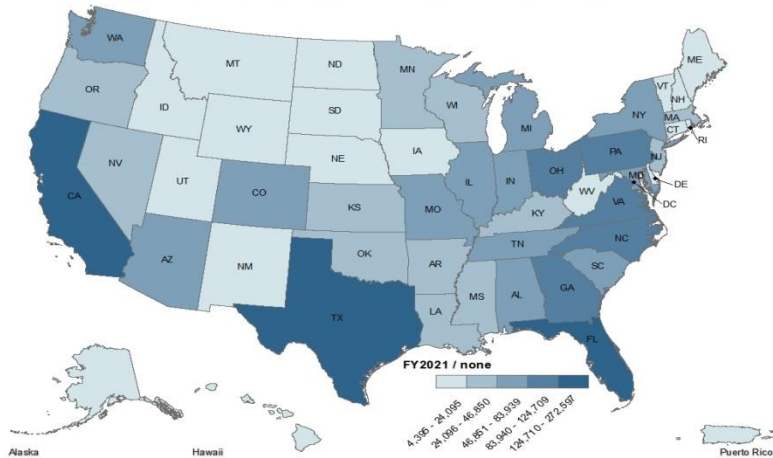 WA
MT
ND
MN
ME
VT
NH
OR
ID
SD
WI
NY
MA
CT
RI
WY
MI
IA
NE
PA
NJ
NV
UT
CO
IL
IN
OH
MD
DE
DC
CA
KS
MO
WV
VA
KY
AZ
NM
OK
AR
TN
NC
SC
TX
LA
MS
AL
GA
FL
FY2021 / none
4,395 - 24,095
24,096 - 46,850
46,851 - 83,939
83,940 - 124,709
124,710 - 272,597
Alaska
Hawaii
Puerto Rico